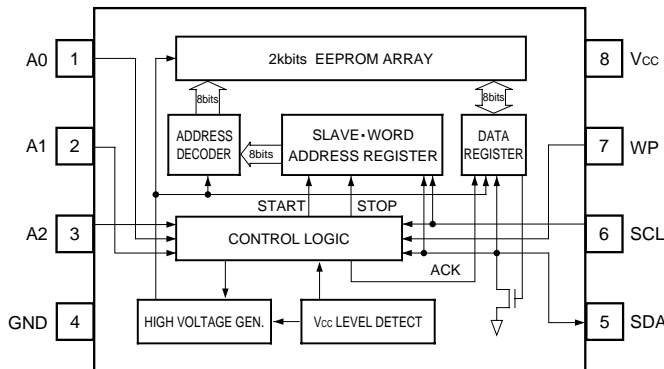 A0 1
2kbits EEPROM ARRAY
8 Vcc
8bits
8bits
A1 2
ADDRESS
DECODER
8bits
SLAVE・WORD
ADDRESS REGISTER
DATA
REGISTER
7 WP
START
STOP
A2 3
CONTROL LOGIC
6 SCL
ACK
GND 4
HIGH VOLTAGE GEN.
Vcc LEVEL DETECT
5 SDA